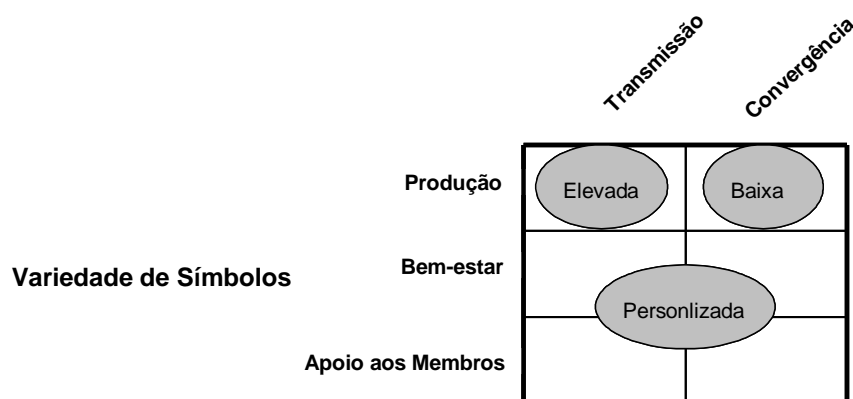 Transmissão
Convergência
Produção
Elevada
Baixa
Variedade de Símbolos
Bem-estar
Personlizada
Apoio aos Membros